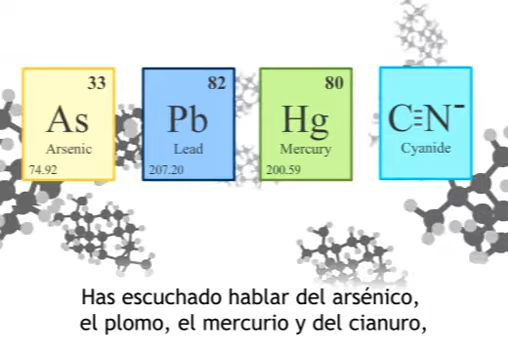 33
As
Arsenic
74.92
82
Pb
Lead
207.20
80
Hg
Mercury
200.59
C≡N⁻
Cyanide
Has escuchado hablar del arsénico,
el plomo, el mercurio y del cianuro,